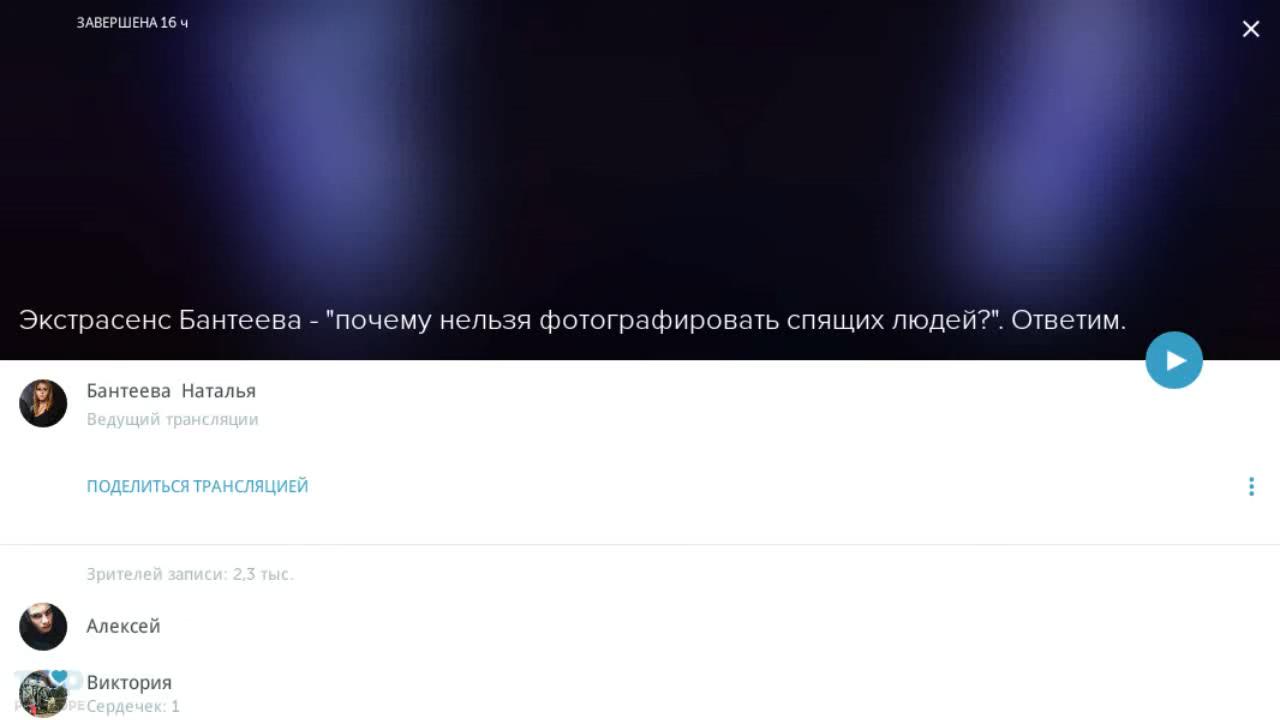 ЗАВЕРШЕНА 16 ч
Экстрасенс Бантеева - "почему нельзя фотографировать спящих людей?". Ответим.
Бантеева Наталья
Ведущий трансляции
ПОДЕЛИТЬСЯ ТРАНСЛЯЦИЕЙ
Зрителей записи: 2,3 тыс.
Алексей
Виктория
Сердечек: 1